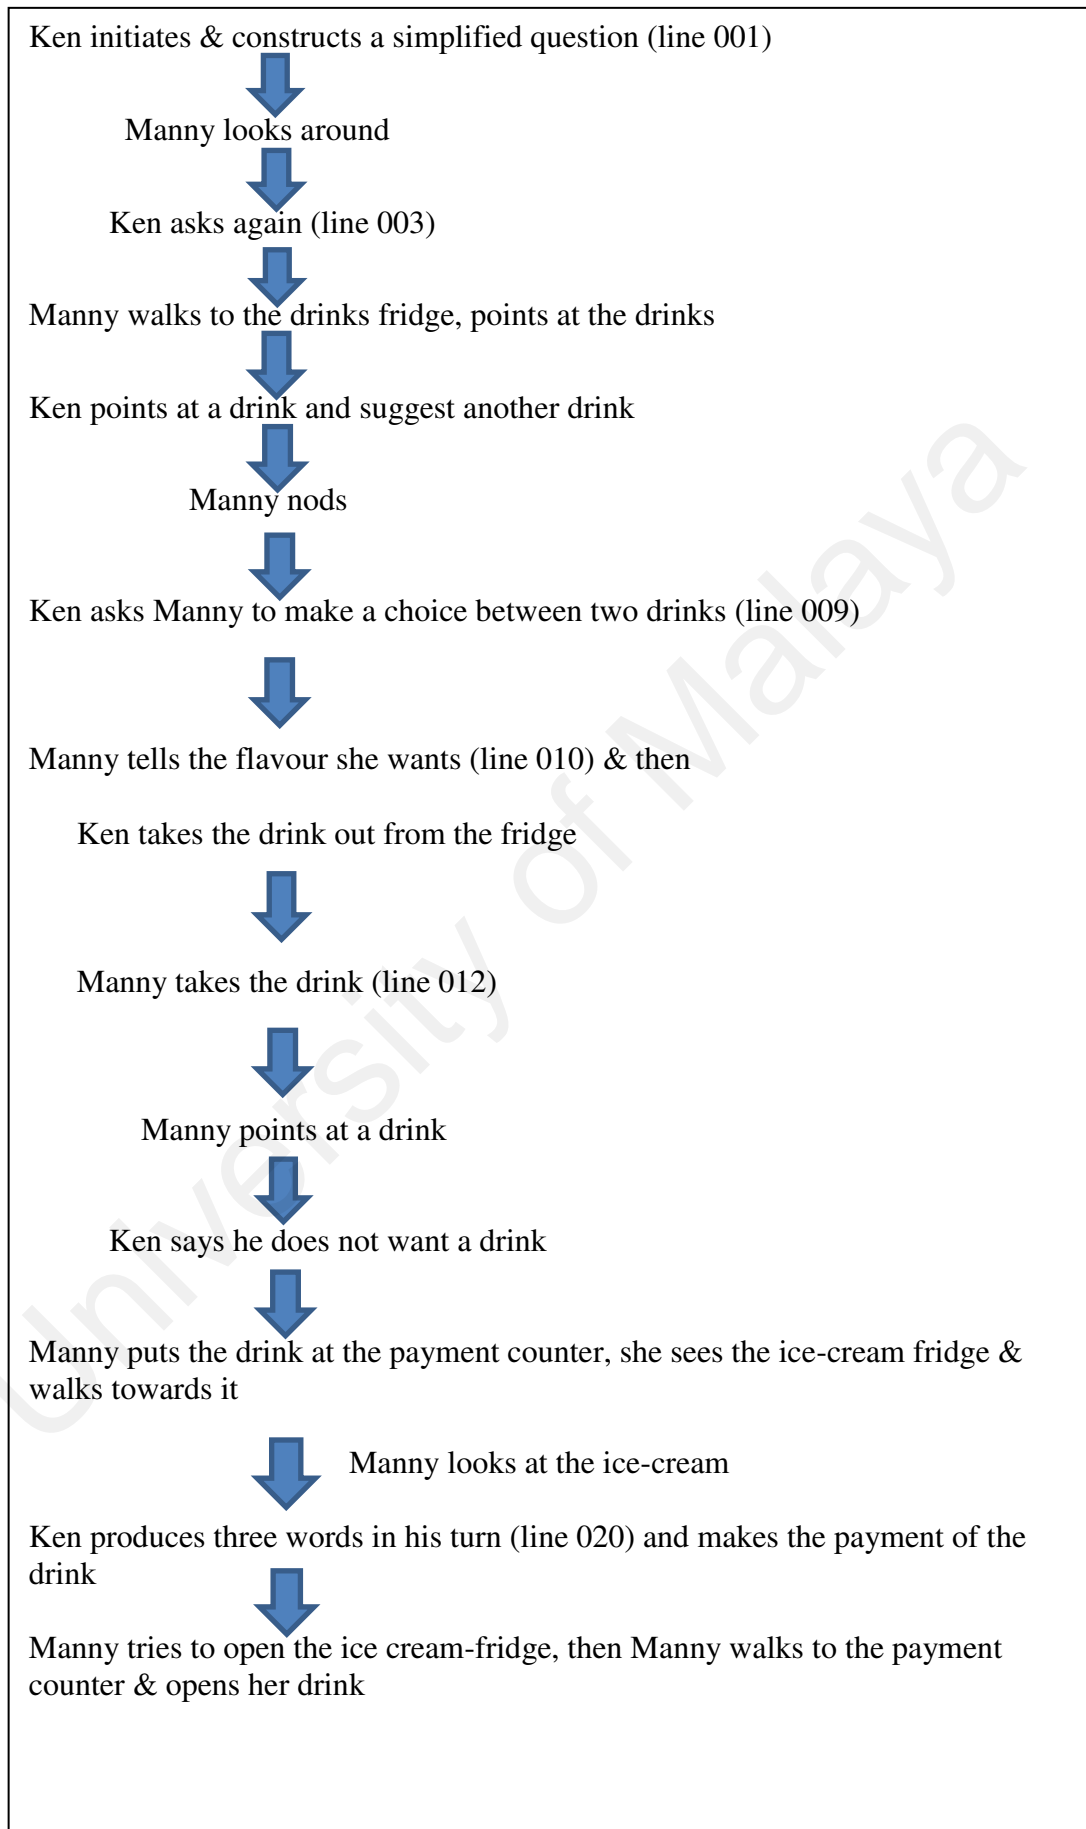 Ken initiates & constructs a simplified question (line 001)
Manny looks around
Ken asks again (line 003)
Manny walks to the drinks fridge, points at the drinks
Ken points at a drink and suggest another drink
Manny nods
Ken asks Manny to make a choice between two drinks (line 009)
Manny tells the flavour she wants (line 010) & then
Ken takes the drink out from the fridge
Manny takes the drink (line 012)
Manny points at a drink
Ken says he does not want a drink
Manny puts the drink at the payment counter, she sees the ice-cream fridge &
walks towards it
Manny looks at the ice-cream
Ken produces three words in his turn (line 020) and makes the payment of the
drink
Manny tries to open the ice cream-fridge, then Manny walks to the payment
counter & opens her drink
University of Malaya